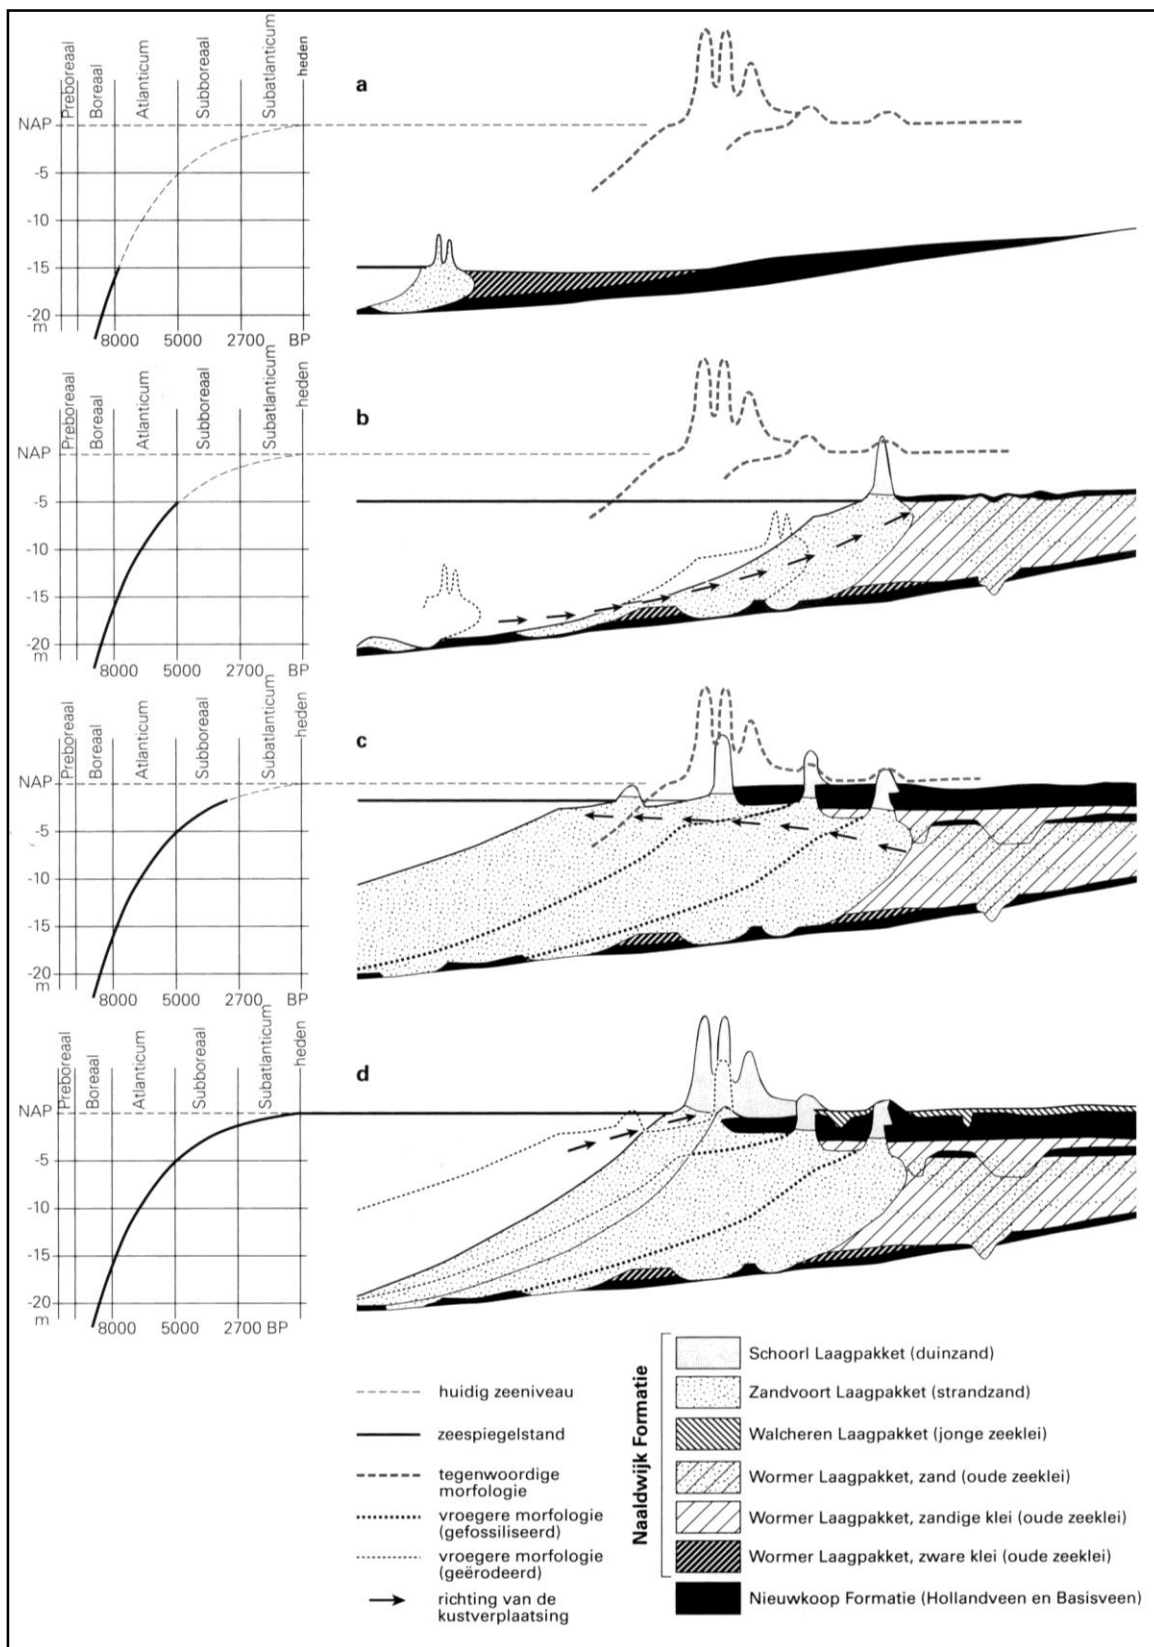 Preboreaal
Boreaal
Atlanticum
Subboreaal
Subatlanticum
heden
a
NAP
-5
-10
-15
-20
m
8000 5000 2700 BP
Preboreaal
Boreaal
Atlanticum
Subboreaal
Subatlanticum
heden
b
NAP
-5
-10
-15
-20
m
8000 5000 2700 BP
Preboreaal
Boreaal
Atlanticum
Subboreaal
Subatlanticum
heden
c
NAP
-5
-10
-15
-20
m
8000 5000 2700 BP
Preboreaal
Boreaal
Atlanticum
Subboreaal
Subatlanticum
heden
d
NAP
-5
-10
-15
-20
m
8000 5000 2700 BP
huidig zeeniveau
zeespiegelstand
tegenwoordige
morfologie
vroegere morfologie
(gefossiliseerd)
vroegere morfologie
(geërodeerd)
richting van de
kustverplaatsing
Naaldwijk Formatie
Schoorl Laagpakket (duinzand)
Zandvoort Laagpakket (strandzand)
Walcheren Laagpakket (jonge zeeklei)
Wormer Laagpakket, zand (oude zeeklei)
Wormer Laagpakket, zandige klei (oude zeeklei)
Wormer Laagpakket, zware klei (oude zeeklei)
Nieuwkoop Formatie (Hollandveen en Basisveen)